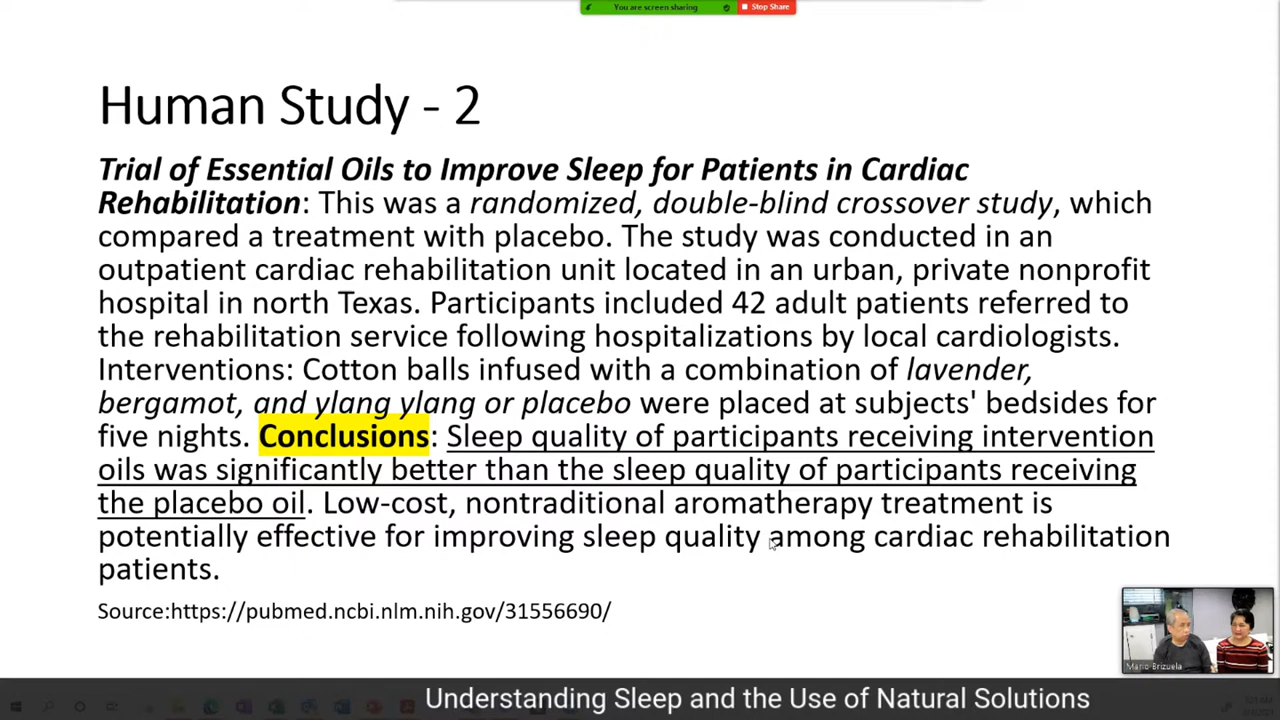 You are screen sharing
Stop Share
Human Study - 2
Trial of Essential Oils to Improve Sleep for Patients in Cardiac
Rehabilitation: This was a randomized, double-blind crossover study, which
compared a treatment with placebo. The study was conducted in an
outpatient cardiac rehabilitation unit located in an urban, private nonprofit
hospital in north Texas. Participants included 42 adult patients referred to
the rehabilitation service following hospitalizations by local cardiologists.
Interventions: Cotton balls infused with a combination of lavender,
bergamot, and ylang ylang or placebo were placed at subjects' bedsides for
five nights. Conclusions: Sleep quality of participants receiving intervention
oils was significantly better than the sleep quality of participants receiving
the placebo oil. Low-cost, nontraditional aromatherapy treatment is
potentially effective for improving sleep quality among cardiac rehabilitation
patients.
Source:https://pubmed.ncbi.nlm.nih.gov/31556690/
Mario Brizuela
Understanding Sleep and the Use of Natural Solutions